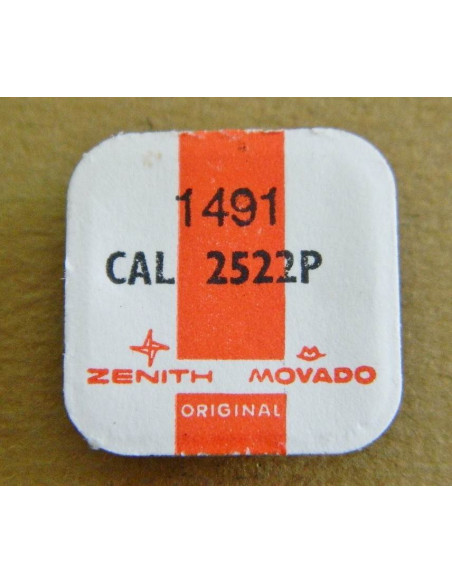 1491
CAL 2522P
ZENITH MOVADO
ORIGINAL